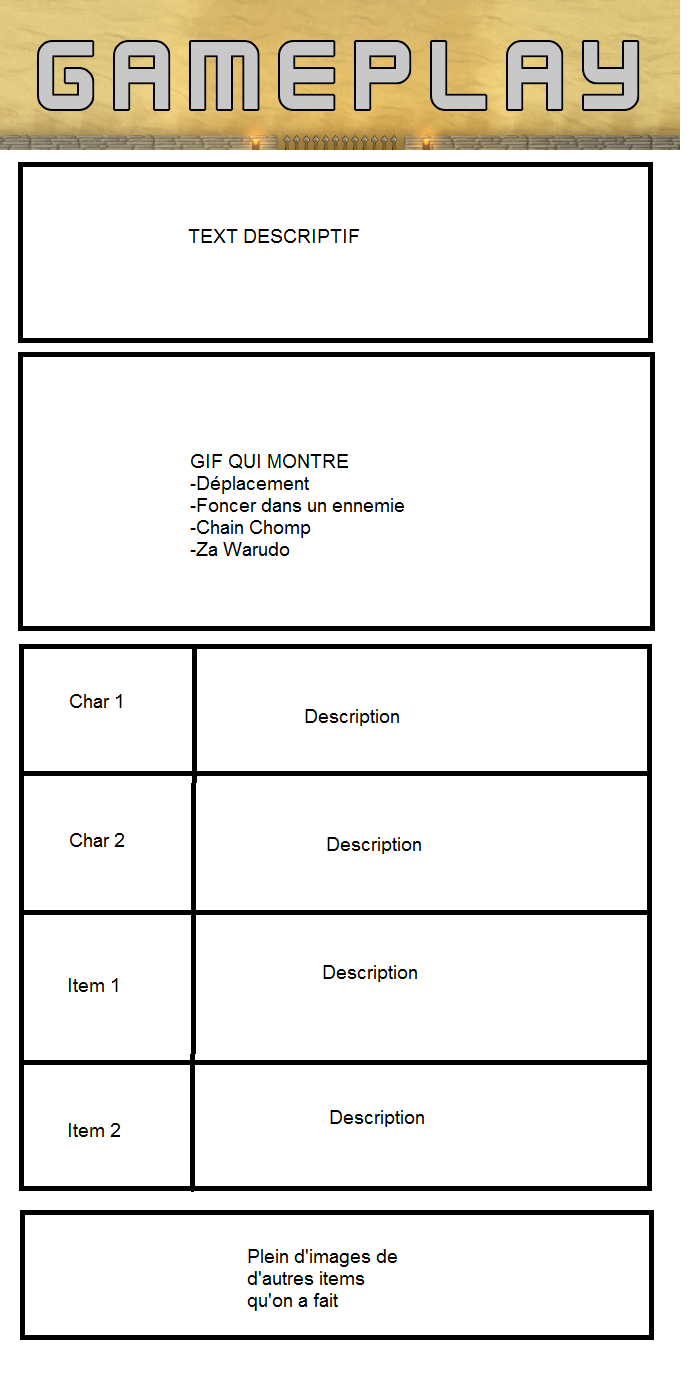 GAMEPLAY
TEXT DESCRIPTIF
GIF QUI MONTRE
-Déplacement
-Foncer dans un ennemie
-Chain Chomp
-Za Warudo
Char 1
Description
Char 2
Description
Item 1
Description
Item 2
Description
Plein d'images de
d'autres items
qu'on a fait